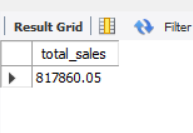 Result Grid Filter
total_sales
817860.05